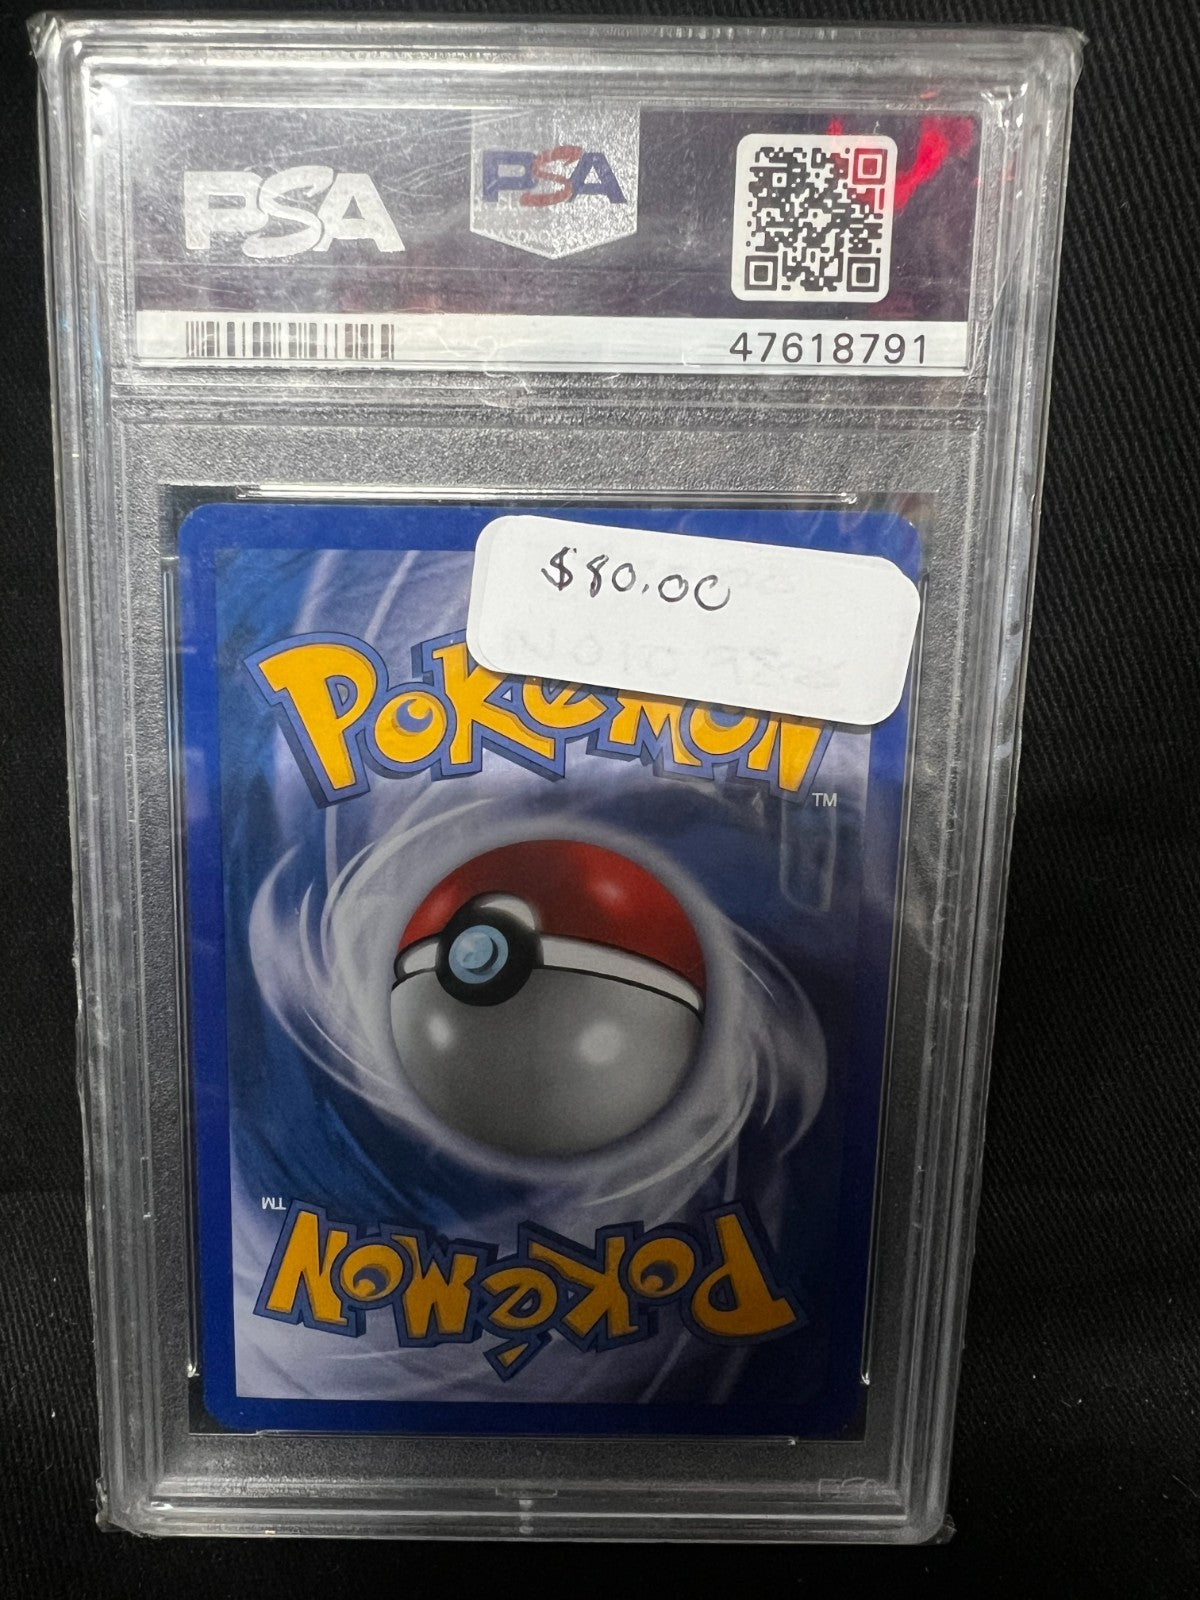 PSA
PSA
47618791
$80.00
POKéMON
TM
TM
POKéMON